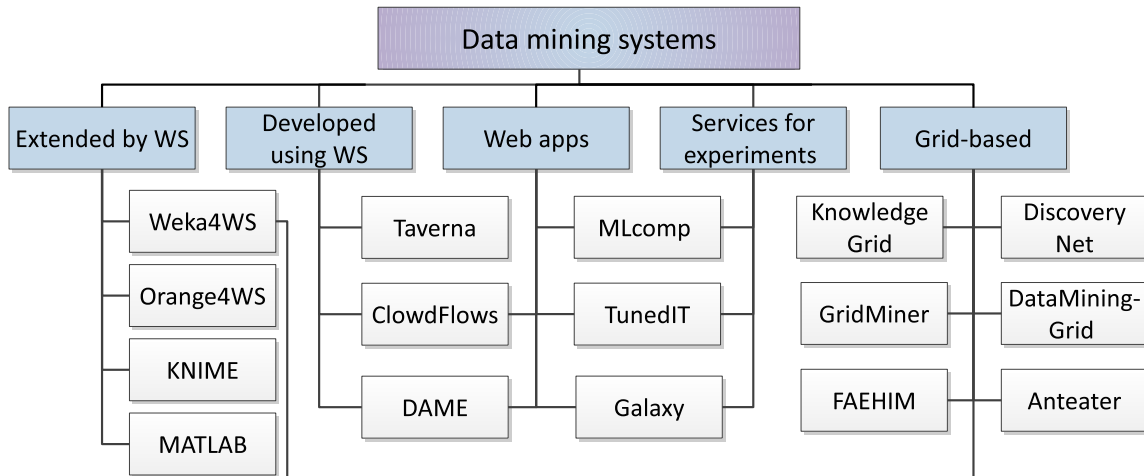 Data mining systems
Extended by WS
Developed
using WS
Web apps
Services for
experiments
Grid-based
Weka4WS
Orange4WS
KNIME
MATLAB
Taverna
ClowdFlows
DAME
MLcomp
TunedIT
Galaxy
Knowledge
Grid
Discovery
Net
GridMiner
DataMining-
Grid
FAEHIM
Anteater